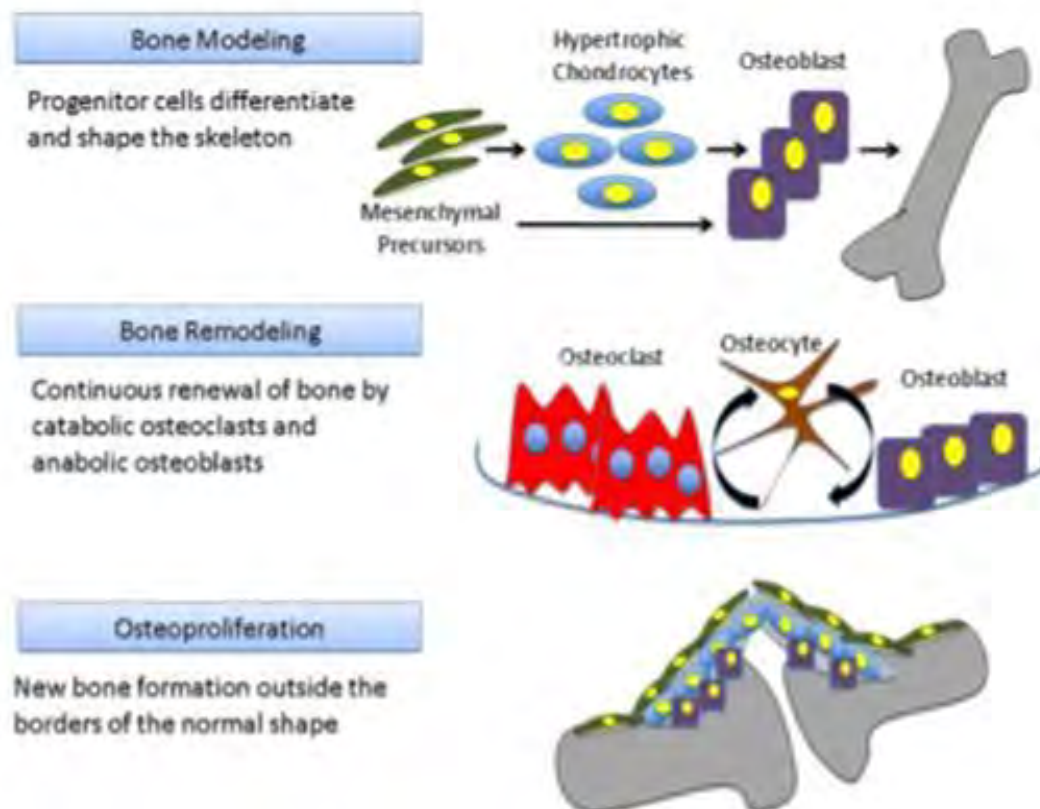 Bone Modeling
Progenitor cells differentiate
and shape the skeleton
Hypertrophic
Chondrocytes
Osteoblast
Mesenchymal
Precursors
Bone Remodeling
Continuous renewal of bone by
catabolic osteoclasts and
anabolic osteoblasts
Osteoclast
Osteocyte
Osteoblast
Osteoproliferation
New bone formation outside the
borders of the normal shape